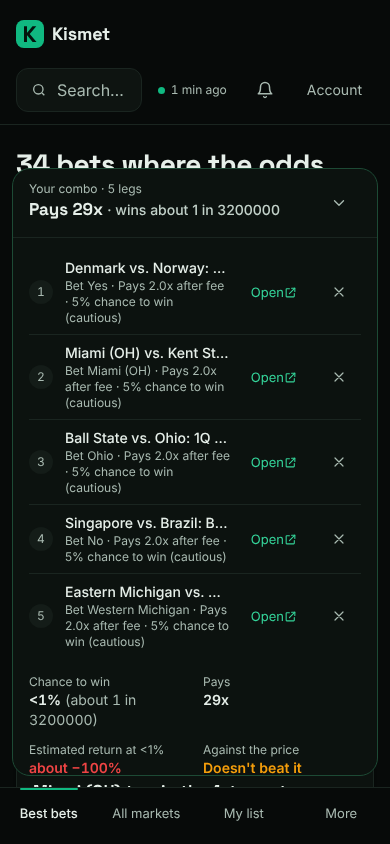 Kismet
Search...
1 min ago
Account
34 bets where the odds
Your combo · 5 legs
Pays 29x · wins about 1 in 3200000
1
Denmark vs. Norway: ...
Bet Yes · Pays 2.0x after fee
· 5% chance to win
(cautious)
Open
2
Miami (OH) vs. Kent St...
Bet Miami (OH) · Pays 2.0x
after fee · 5% chance to win
(cautious)
Open
3
Ball State vs. Ohio: 1Q ...
Bet Ohio · Pays 2.0x after fee
· 5% chance to win
(cautious)
Open
4
Singapore vs. Brazil: B...
Bet No · Pays 2.0x after fee ·
5% chance to win (cautious)
Open
5
Eastern Michigan vs. ...
Bet Western Michigan · Pays
2.0x after fee · 5% chance to
win (cautious)
Open
Chance to win
<1% (about 1 in
3200000)
Pays
29x
Estimated return at <1%
about −100%
Against the price
Doesn't beat it
Best bets
All markets
My list
More